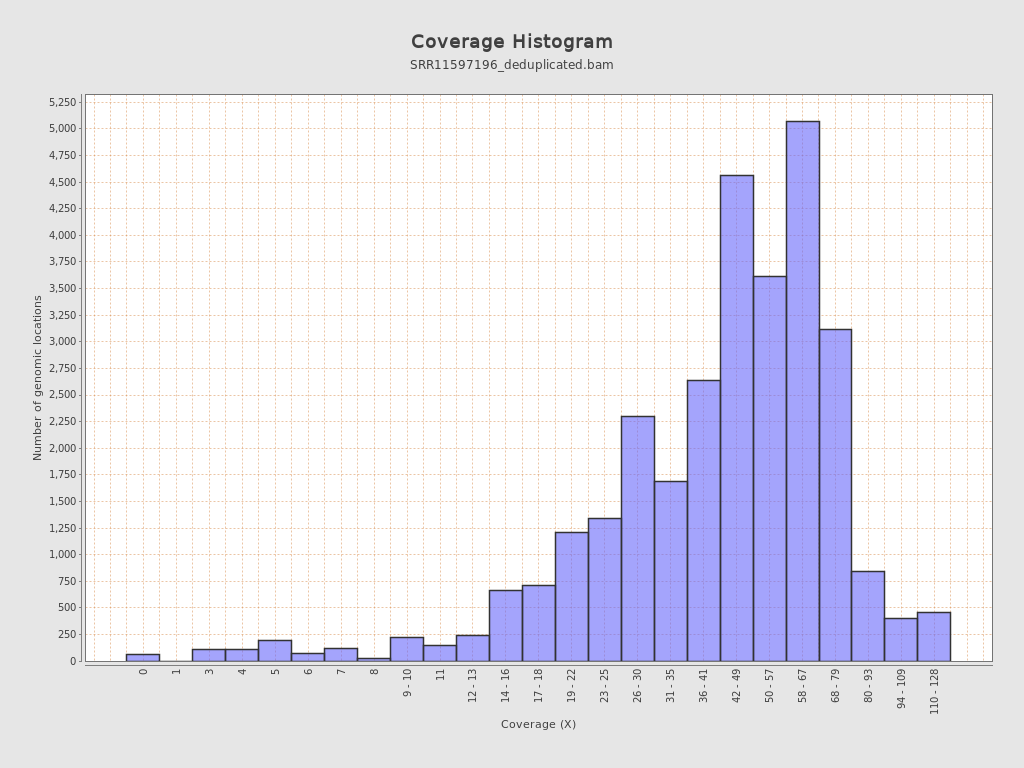 Coverage Histogram
SRR11597196_deduplicated.bam
5,250
5,000
4,750
4,500
4,250
4,000
3,750
3,500
3,250
3,000
2,750
2,500
2,250
2,000
1,750
1,500
1,250
1,000
750
500
250
0
Number of genomic locations
0
1
3
4
5
6
7
8
9 - 10
11
12 - 13
14 - 16
17 - 18
19 - 22
23 - 25
26 - 30
31 - 35
36 - 41
42 - 49
50 - 57
58 - 67
68 - 79
80 - 93
94 - 109
110 - 128
Coverage (X)